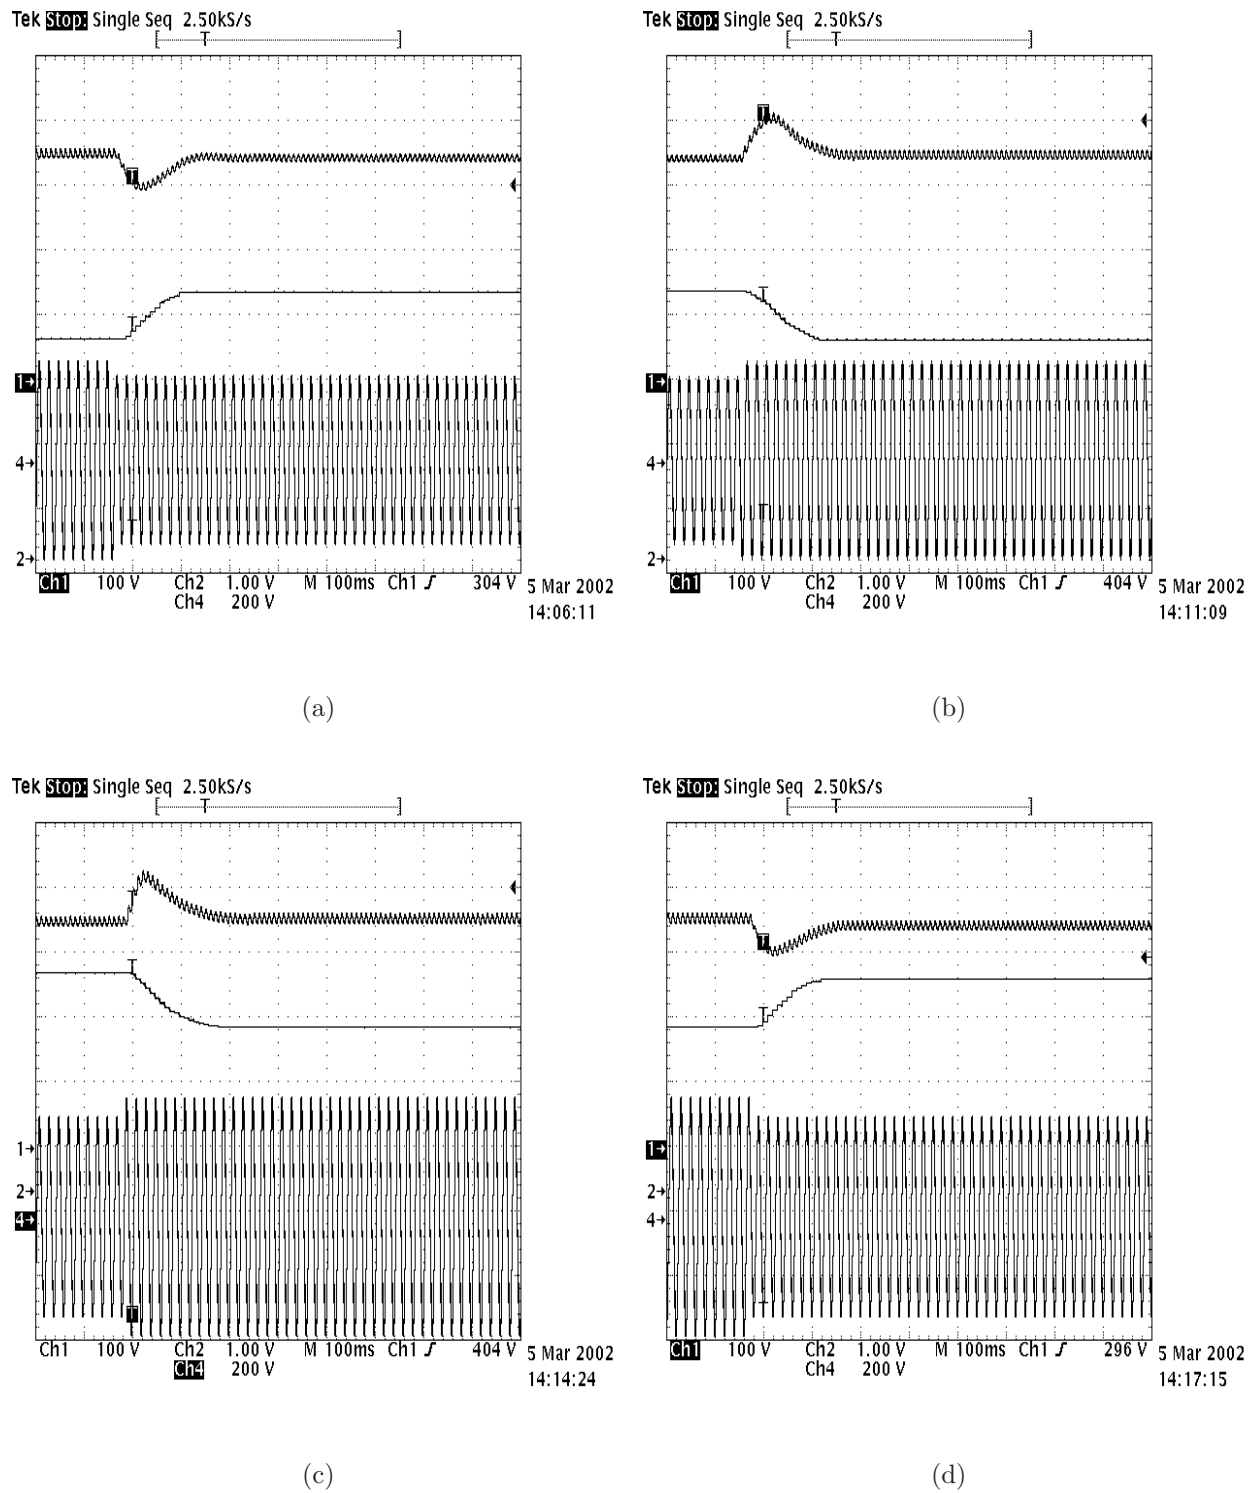 Tek Stop: Single Seq 2.50kS/s
T
T
1→
4→
2→
Ch1 100 V Ch2 1.00 V M 100ms Ch1 304 V
Ch4 200 V
5 Mar 2002
14:06:11
(a)
Tek Stop: Single Seq 2.50kS/s
T
T
1→
4→
2→
Ch1 100 V Ch2 1.00 V M 100ms Ch1 404 V
Ch4 200 V
5 Mar 2002
14:11:09
(b)
Tek Stop: Single Seq 2.50kS/s
T
1→
2→
4→
T
Ch1 100 V Ch2 1.00 V M 100ms Ch1 404 V
Ch4 200 V
5 Mar 2002
14:14:24
(c)
Tek Stop: Single Seq 2.50kS/s
T
T
1→
2→
4→
Ch1 100 V Ch2 1.00 V M 100ms Ch1 296 V
Ch4 200 V
5 Mar 2002
14:17:15
(d)